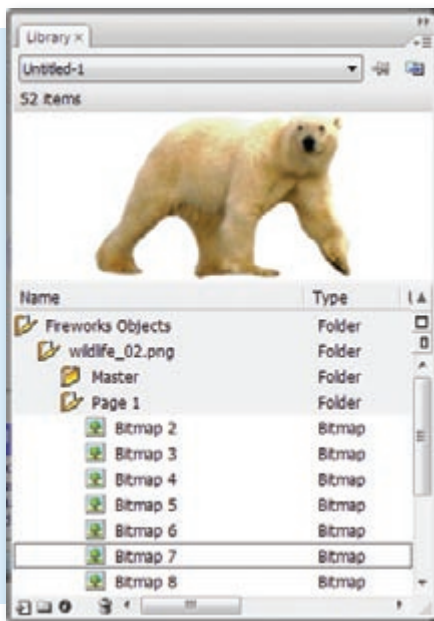 Library ×
Untitled-1
52 items
Name Type
Fireworks Objects Folder
wildlife_02.png Folder
Master Folder
Page 1 Folder
Bitmap 2 Bitmap
Bitmap 3 Bitmap
Bitmap 4 Bitmap
Bitmap 5 Bitmap
Bitmap 6 Bitmap
Bitmap 7 Bitmap
Bitmap 8 Bitmap